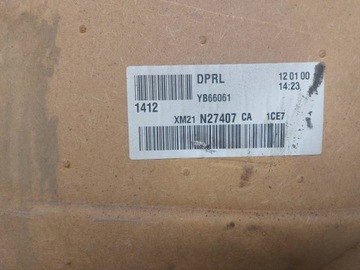 DPRL
12 01 00
14:23
YB66061
1412
XM21 N27407 CA 1CE7